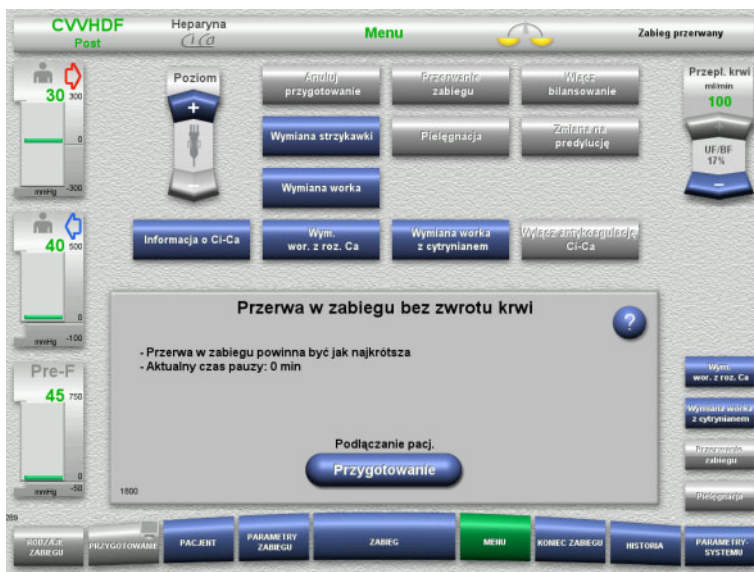 CVVHDF
Post
Heparyna
Ci Ca
Menu
Zabieg przerwany
30
300
0
-300
mmHg
Poziom
+
−
Anuluj
przygotowanie
Przerwanie
zabiegu
Włącz
bilansowanie
Przepł. krwi
ml/min
100
+
UF/BF
17%
−
Wymiana strzykawki
Pielęgnacja
Zmiana na
predylucję
Wymiana worka
40
500
0
-100
mmHg
Informacja o Ci-Ca
Wym.
wor. z roz. Ca
Wymiana worka
z cytrynianem
Wyłącz antykoagulację
Ci-Ca
Przerwa w zabiegu bez zwrotu krwi
?
- Przerwa w zabiegu powinna być jak najkrótsza
- Aktualny czas pauzy: 0 min
Podłączanie pacj.
Przygotowanie
1600
Pre-F
45
750
0
-50
mmHg
Wym.
wor. z roz. Ca
Wymiana worka
z cytrynianem
Przerwanie
zabiegu
Pielęgnacja
RODZAJE
ZABIEGU
PRZYGOTOWANIE
PACJENT
PARAMETRY
ZABIEGU
ZABIEG
MENU
KONIEC ZABIEGU
HISTORIA
PARAMETRY-
SYSTEMU